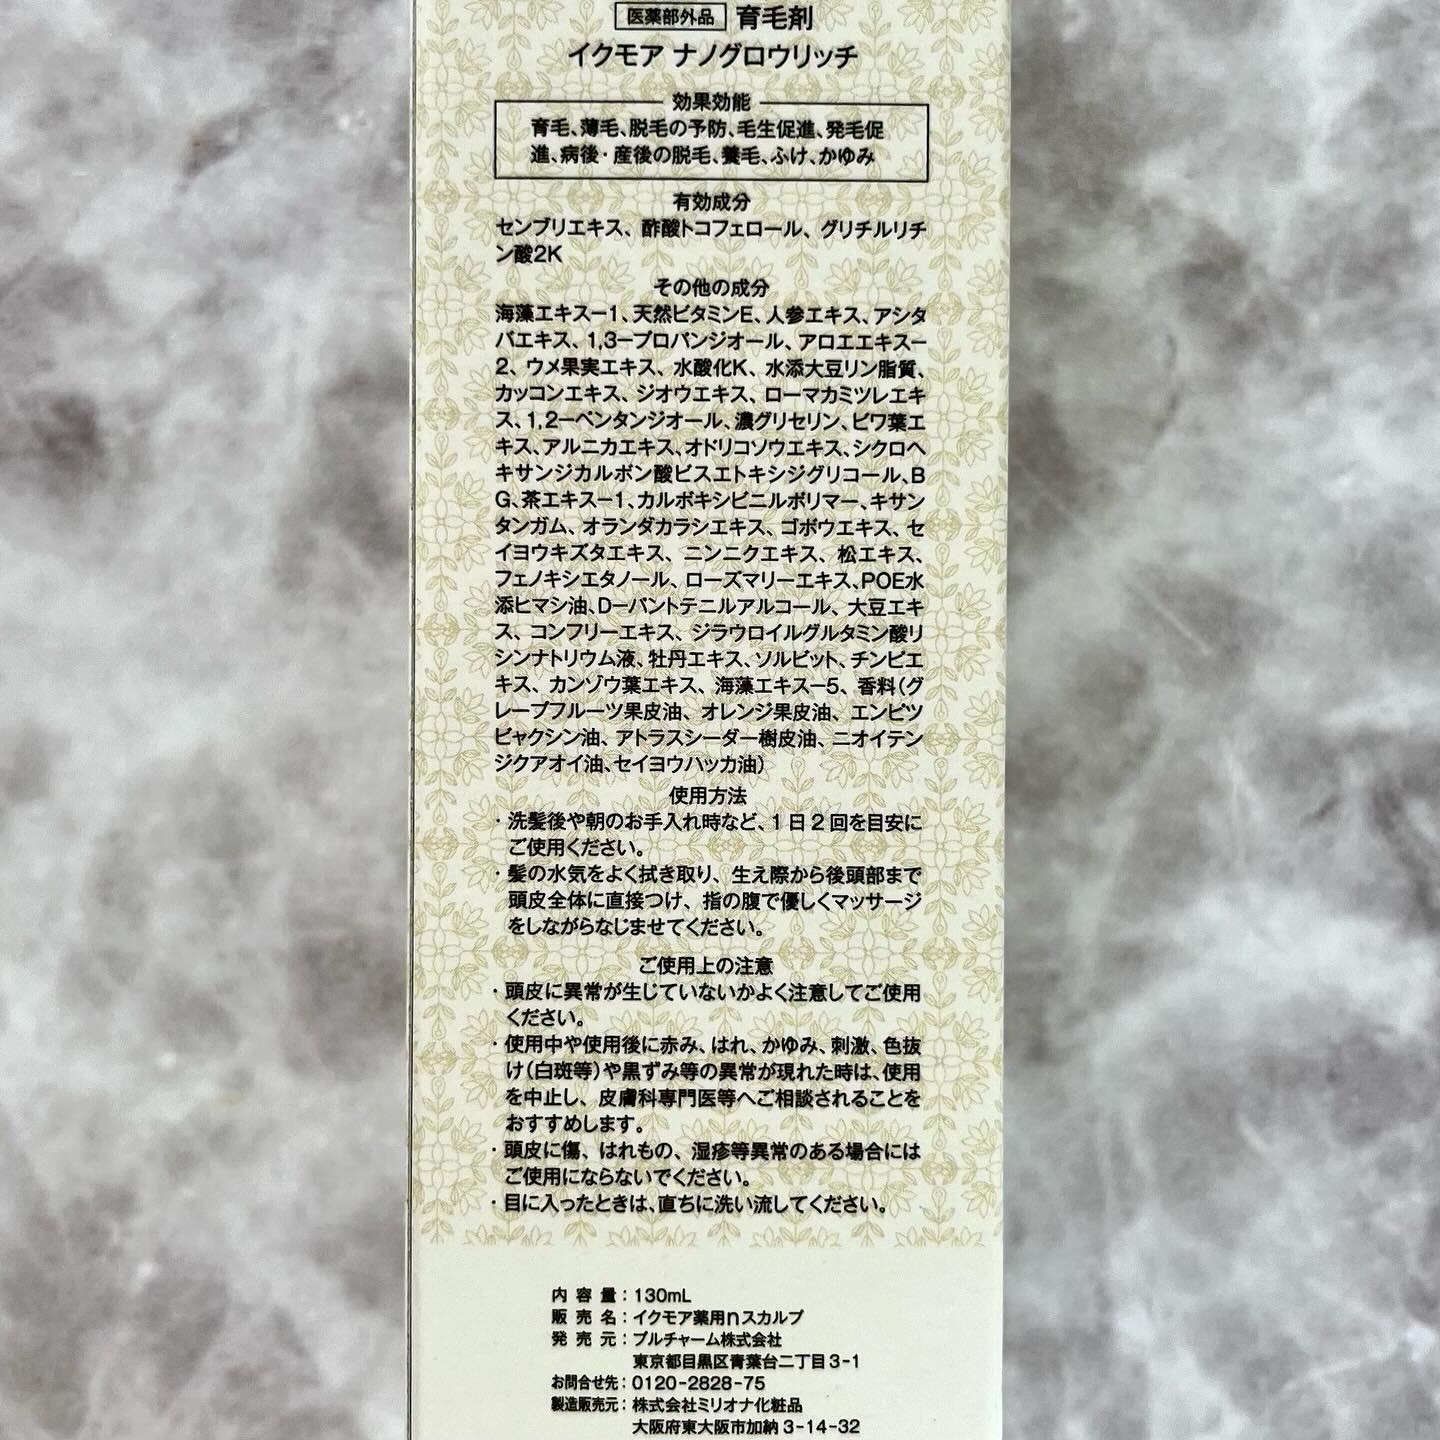 医薬部外品 育毛剤
イクモア ナノグロウリッチ
効果効能
育毛、薄毛、脱毛の予防、毛生促進、発毛促
進、病後・産後の脱毛、養毛、ふけ、かゆみ
有効成分
センブリエキス、酢酸トコフェロール、グリチルリチ
ン酸2K
その他の成分
海藻エキスー1、天然ビタミンE、人参エキス、アシタ
バエキス、1,3ープロパンジオール、アロエエキスー
2、ウメ果実エキス、水酸化K、水添大豆リン脂質、
カッコンエキス、ジオウエキス、ローマカミツレエキ
ス、1,2ーペンタンジオール、濃グリセリン、ビワ葉エ
キス、アルニカエキス、オドリコソウエキス、シクロヘ
キサンジカルボン酸ビスエトキシジグリコール、B
G、茶エキスー1、カルボキシビニルポリマー、キサン
タンガム、オランダカラシエキス、ゴボウエキス、セ
イヨウキズタエキス、ニンニクエキス、松エキス、
フェノキシエタノール、ローズマリーエキス、POE水
添ヒマシ油、Dーパントテニルアルコール、大豆エキ
ス、コンフリーエキス、ジラウロイルグルタミン酸リ
シンナトリウム液、牡丹エキス、ソルビット、チンピエ
キス、カンゾウ葉エキス、海藻エキスー5、香料(グ
レープフルーツ果皮油、オレンジ果皮油、エンピツ
ビャクシン油、アトラスシーダー樹皮油、ニオイテン
ジクアオイ油、セイヨウハッカ油)
使用方法
・洗髪後や朝のお手入れ時など、1日2回を目安に
ご使用ください。
・髪の水気をよく拭き取り、生え際から後頭部まで
頭皮全体に直接つけ、指の腹で優しくマッサージ
をしながらなじませてください。
ご使用上の注意
・頭皮に異常が生じていないかよく注意してご使用
ください。
・使用中や使用後に赤み、はれ、かゆみ、刺激、色抜
け(白斑等)や黒ずみ等の異常が現れた時は、使用
を中止し、皮膚科専門医等へご相談されることを
おすすめします。
・頭皮に傷、はれもの、湿疹等異常のある場合には
ご使用にならないでください。
・目に入ったときは、直ちに洗い流してください。
内容量：130mL
販売名：イクモア薬用nスカルプ
発売元：プルチャーム株式会社
東京都目黒区青葉台二丁目3-1
お問合せ先：0120-2828-75
製造販売元：株式会社ミリオナ化粧品
大阪府東大阪市加納3-14-32